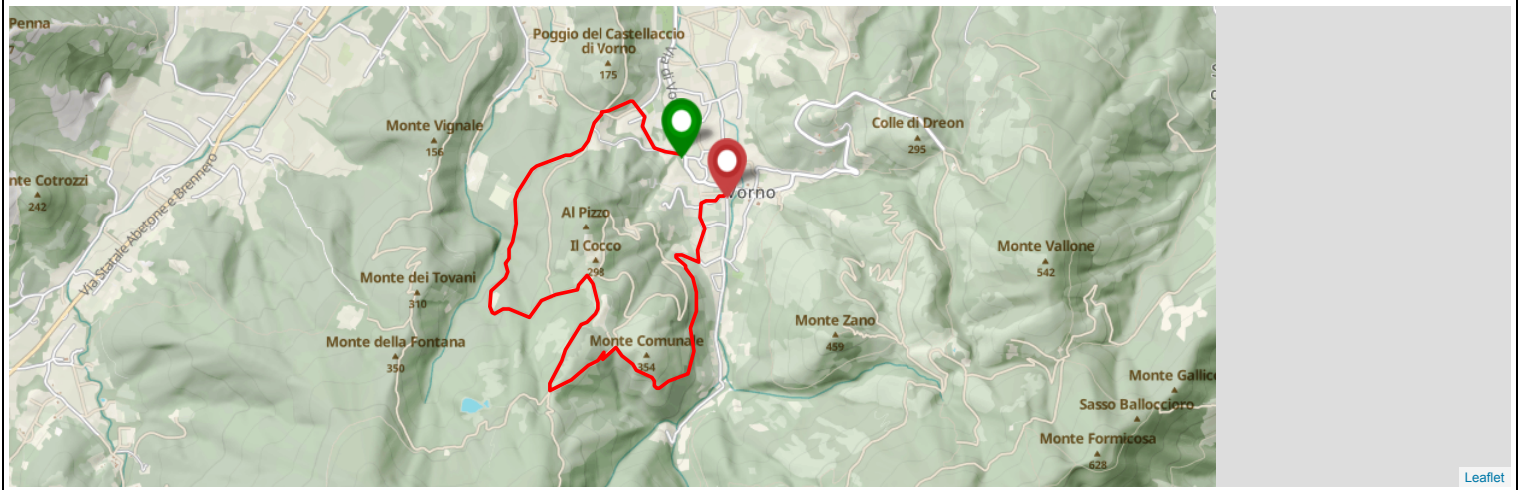 Penna
Poggio del Castellaccio
di Vorno
175
Via di Vo
Monte Vignale
156
Colle di Dreon
295
nte Cotrozzi
242
Via Statale Abetone e Brennero
Vorno
Al Pizzo
Il Cocco
298
Monte Vallone
542
Monte dei Tovani
310
Monte Zano
459
Monte della Fontana
350
Monte Comunale
354
Monte Gallic
Sasso Balloccioro
Monte Formicosa
628
Leaflet